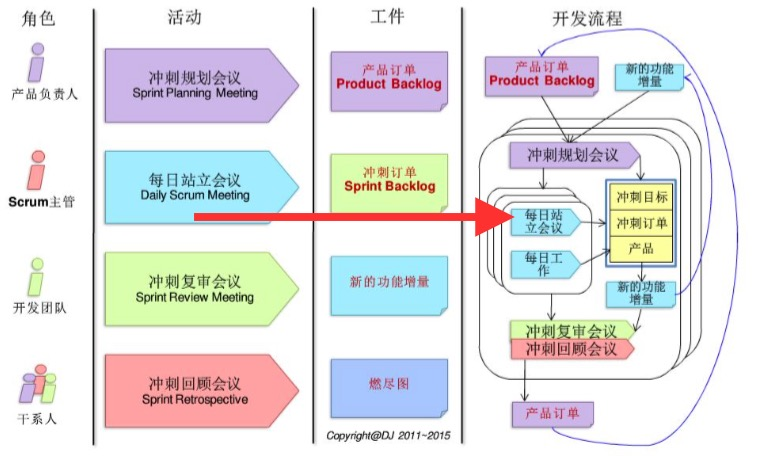 角色
活动
工件
开发流程
产品负责人
Scrum主管
开发团队
干系人
冲刺规划会议
Sprint Planning Meeting
每日站立会议
Daily Scrum Meeting
冲刺复审会议
Sprint Review Meeting
冲刺回顾会议
Sprint Retrospective
产品订单
Product Backlog
冲刺订单
Sprint Backlog
新的功能增量
燃尽图
Copyright@DJ 2011~2015
产品订单
Product Backlog
新的功能
增量
冲刺规划会议
每日站
立会议
每日工
作
冲刺目标
冲刺订单
产品
新的功能
增量
冲刺复审会议
冲刺回顾会议
产品订单